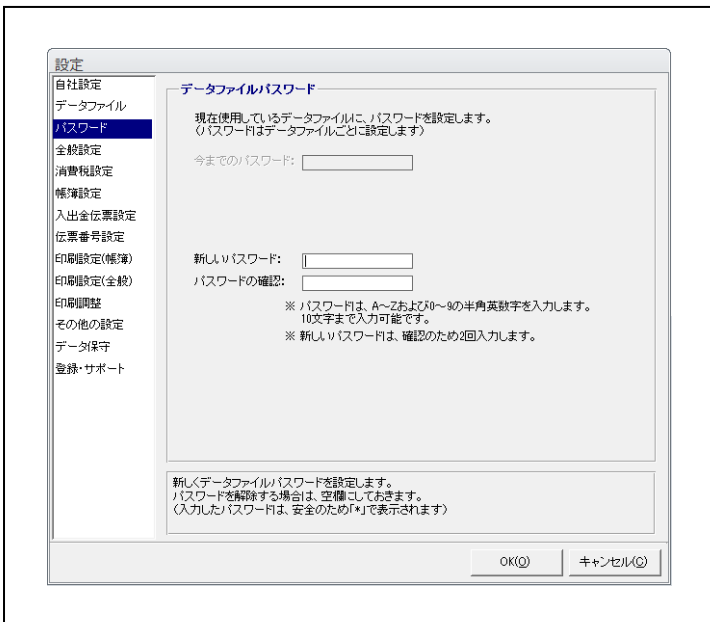 設定
自社設定
データファイル
パスワード
全般設定
消費税設定
帳簿設定
入出金伝票設定
伝票番号設定
印刷設定(帳簿)
印刷設定(全般)
印刷調整
その他の設定
データ保守
登録・サポート
データファイルパスワード
現在使用しているデータファイルに、パスワードを設定します。
(パスワードはデータファイルごとに設定します)
今までのパスワード:
新しいパスワード:
パスワードの確認:
※ パスワードは、A～Zおよび0～9の半角英数字を入力します。
10文字まで入力可能です。
※ 新しいパスワードは、確認のため2回入力します。
新しくデータファイルパスワードを設定します。
パスワードを解除する場合は、空欄にしておきます。
(入力したパスワードは、安全のため「*」で表示されます)
OK(O)
キャンセル(C)